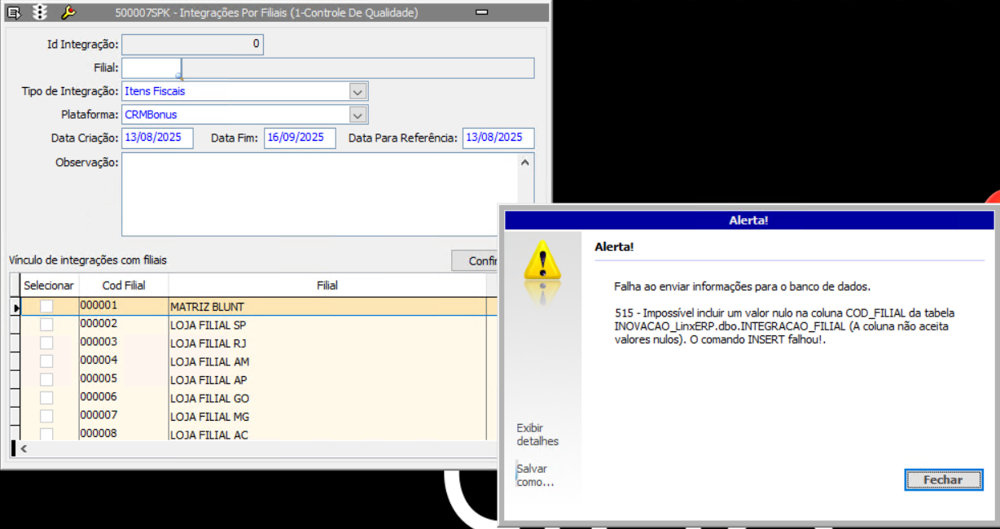 500007SPK - Integrações Por Filiais (1-Controle De Qualidade)
Id Integração: 0
Filial:
Tipo de Integração: Itens Fiscais
Plataforma: CRMBonus
Data Criação: 13/08/2025 Data Fim: 16/09/2025 Data Para Referência: 13/08/2025
Observação:
Vínculo de integrações com filiais
Selecionar Cod Filial Filial
000001 MATRIZ BLUNT
000002 LOJA FILIAL SP
000003 LOJA FILIAL RJ
000004 LOJA FILIAL AM
000005 LOJA FILIAL AP
000006 LOJA FILIAL GO
000007 LOJA FILIAL MG
000008 LOJA FILIAL AC
Alerta!
Alerta!
Falha ao enviar informações para o banco de dados.
515 - Impossível incluir um valor nulo na coluna COD_FILIAL da tabela
INOVACAO_LinxERP.dbo.INTEGRACAO_FILIAL (A coluna não aceita
valores nulos). O comando INSERT falhou!.
Exibir
detalhes
Salvar
como...
Fechar